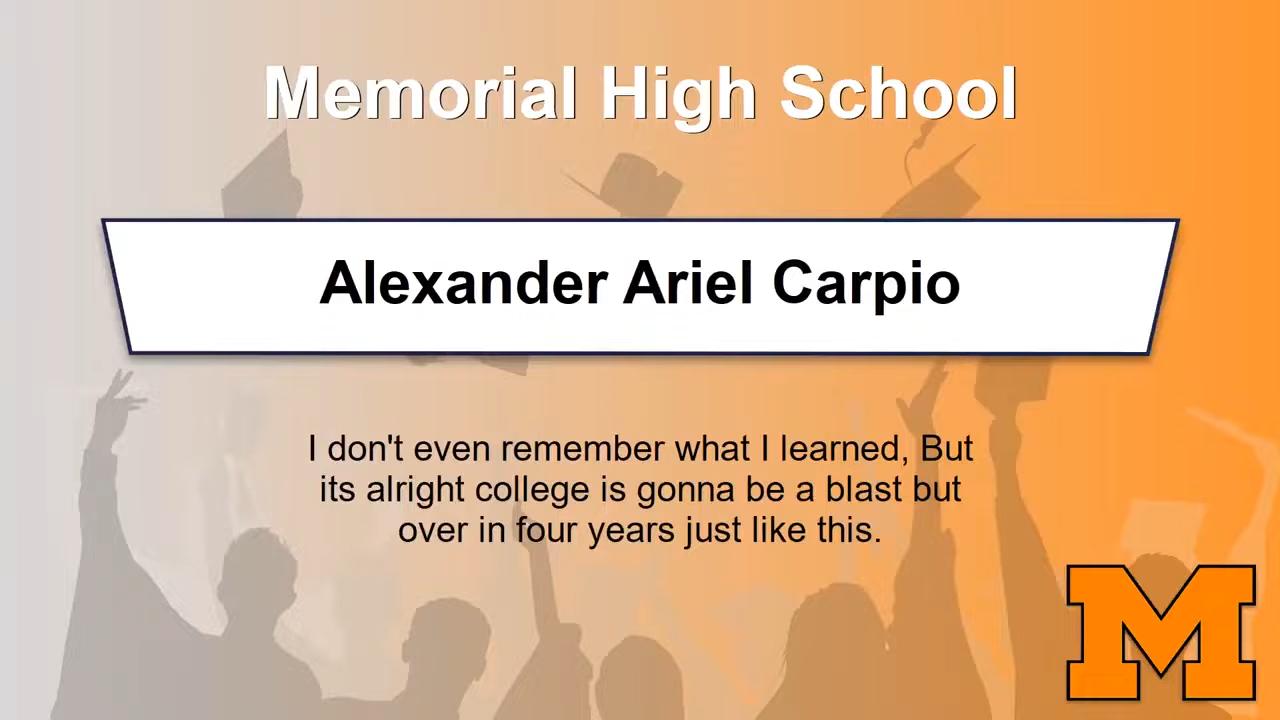 Memorial High School
Alexander Ariel Carpio
I don't even remember what I learned, But
its alright college is gonna be a blast but
over in four years just like this.
M